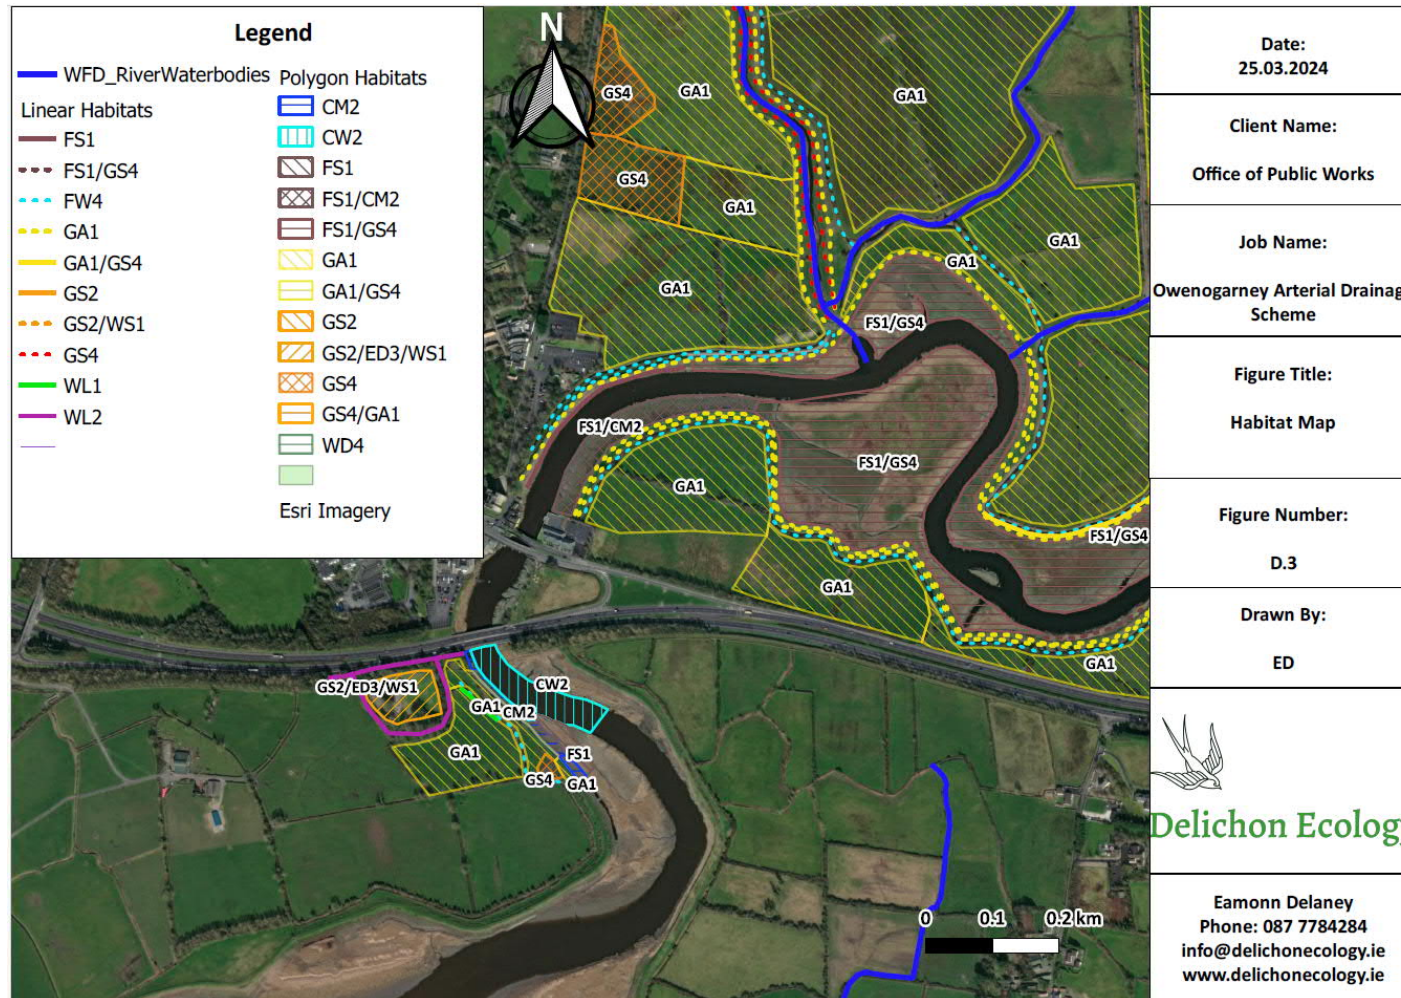 Legend
WFD_RiverWaterbodies
Linear Habitats
FS1
FS1/GS4
FW4
GA1
GA1/GS4
GS2
GS2/WS1
GS4
WL1
WL2
Polygon Habitats
CM2
CW2
FS1
FS1/CM2
FS1/GS4
GA1
GA1/GS4
GS2
GS2/ED3/WS1
GS4
GS4/GA1
WD4
Esri Imagery
N
GS4
GA1
GA1
GS4
GA1
GA1
GA1
GA1
FS1/GS4
FS1/CM2
FS1/GS4
GA1
FS1/GS4
GA1
GA1
GS2/ED3/WS1
CW2
GA1
CM2
GA1
FS1
GS4
GA1
0 0.1 0.2 km
Date:
25.03.2024
Client Name:
Office of Public Works
Job Name:
Owenogarney Arterial Drainag
Scheme
Figure Title:
Habitat Map
Figure Number:
D.3
Drawn By:
ED
Delichon Ecology
Eamonn Delaney
Phone: 087 7784284
info@delichonecology.ie
www.delichonecology.ie